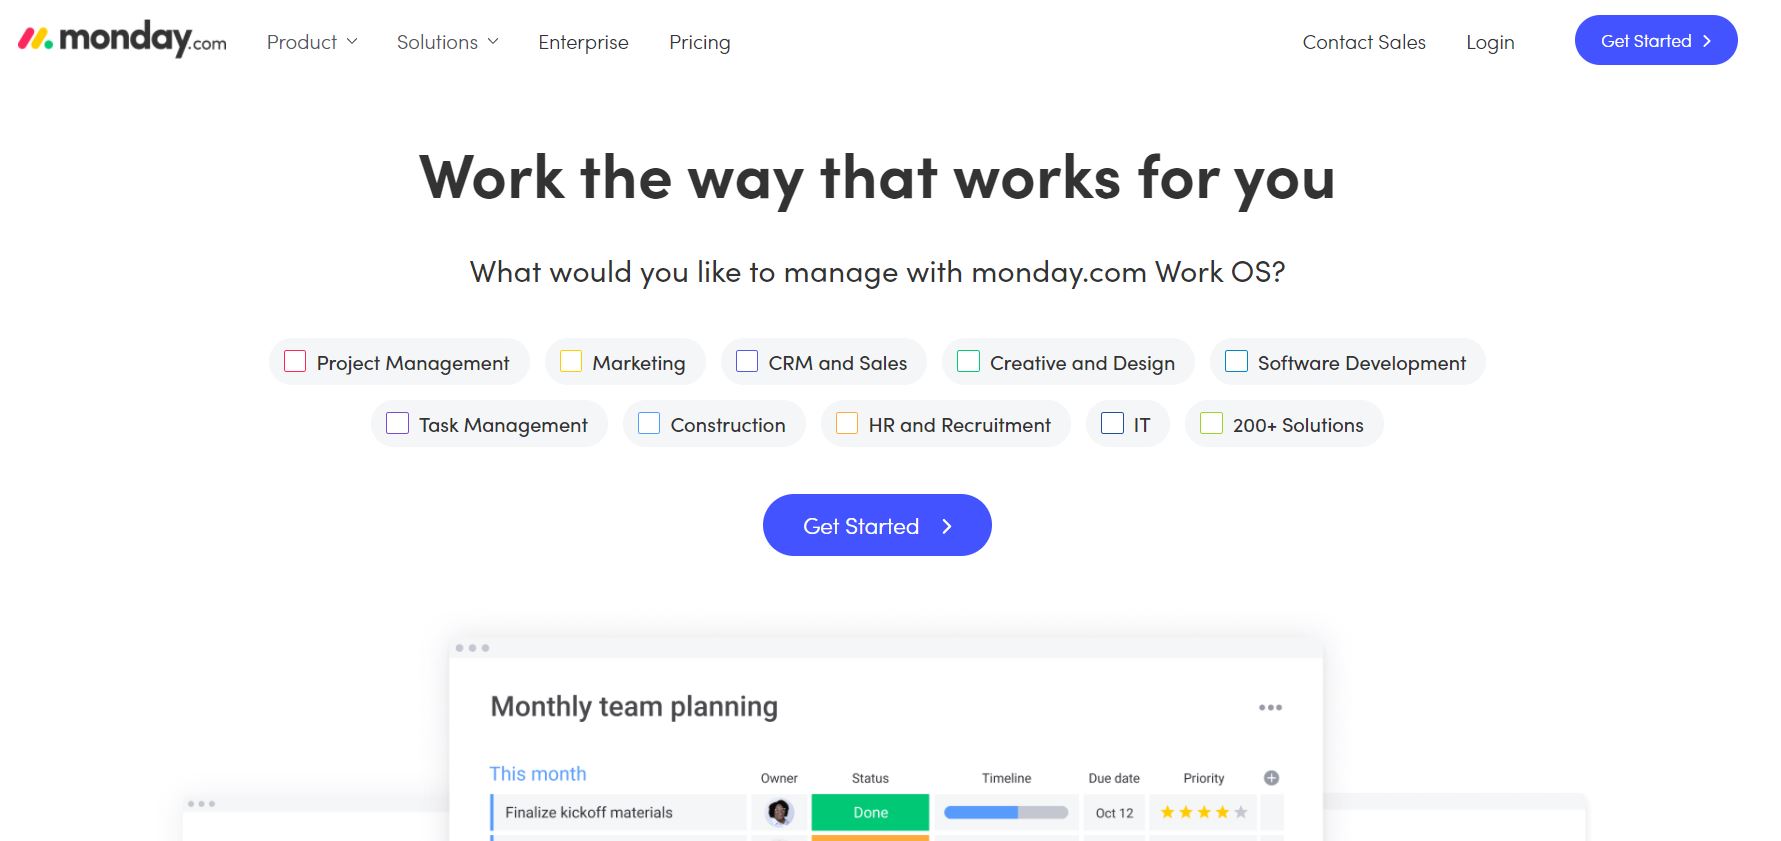 monday.com Product Solutions Enterprise Pricing Contact Sales Login Get Started
Work the way that works for you
What would you like to manage with monday.com Work OS?
Project Management Marketing CRM and Sales Creative and Design Software Development
Task Management Construction HR and Recruitment IT 200+ Solutions
Get Started
Monthly team planning
This month Owner Status Timeline Due date Priority
Finalize kickoff materials Done Oct 12